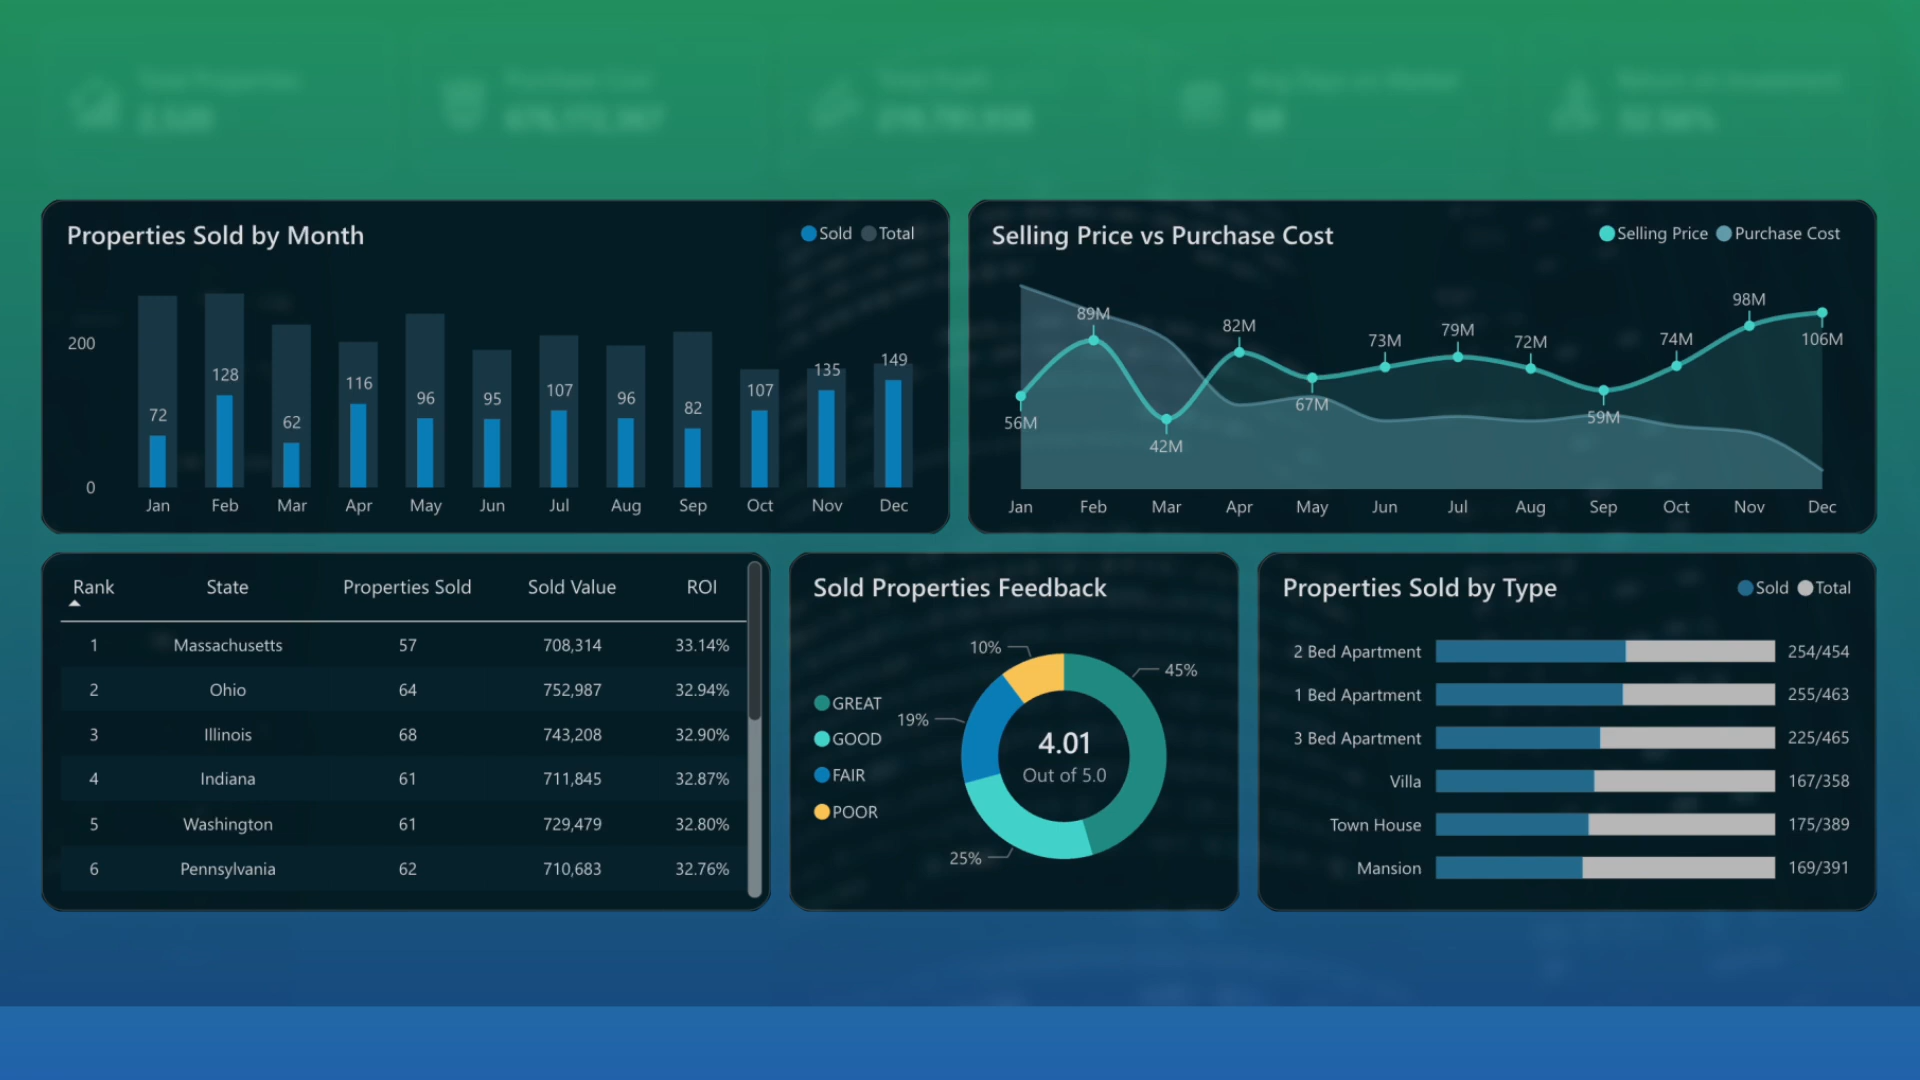 Properties Sold by Month
Sold Total
200
0
72 128 62 116 96 95 107 96 82 107 135 149
Jan Feb Mar Apr May Jun Jul Aug Sep Oct Nov Dec
Selling Price vs Purchase Cost
Selling Price Purchase Cost
56M 89M 42M 82M 67M 73M 79M 72M 59M 74M 98M 106M
Jan Feb Mar Apr May Jun Jul Aug Sep Oct Nov Dec
Rank State Properties Sold Sold Value ROI
1 Massachusetts 57 708,314 33.14%
2 Ohio 64 752,987 32.94%
3 Illinois 68 743,208 32.90%
4 Indiana 61 711,845 32.87%
5 Washington 61 729,479 32.80%
6 Pennsylvania 62 710,683 32.76%
Sold Properties Feedback
GREAT
GOOD
FAIR
POOR
10%
45%
19%
25%
4.01
Out of 5.0
Properties Sold by Type
Sold Total
2 Bed Apartment 254/454
1 Bed Apartment 255/463
3 Bed Apartment 225/465
Villa 167/358
Town House 175/389
Mansion 169/391